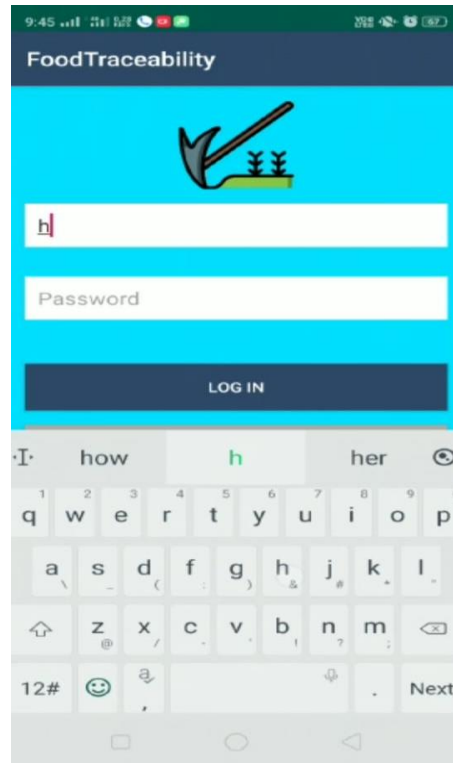 9:45
67
FoodTraceability
h
Password
LOG IN
how h her
1 2 3 4 5 6 7 8 9
q w e r t y u i o p
a s d f g h j k l
\ _ ( : ) & #
z x c v b n m
@ / ! ? ;
12# a , . Next